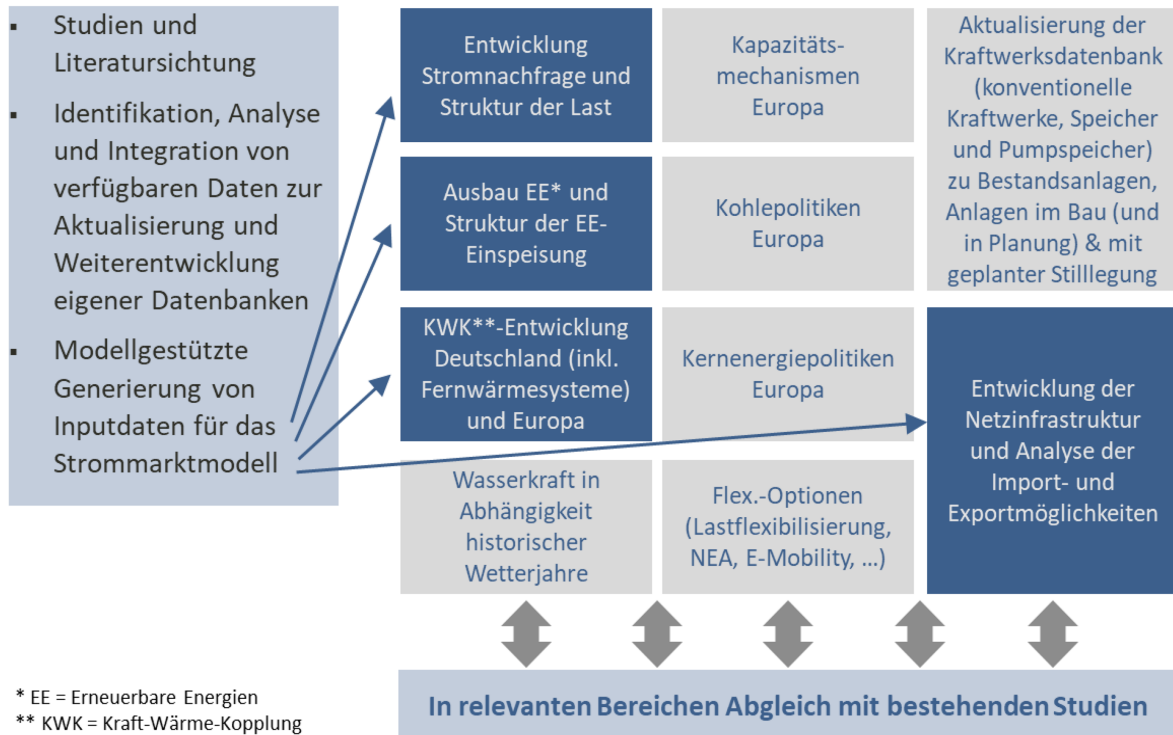 ▪ Studien und
Literatursichtung
▪ Identifikation, Analyse
und Integration von
verfügbaren Daten zur
Aktualisierung und
Weiterentwicklung
eigener Datenbanken
▪ Modellgestützte
Generierung von
Inputdaten für das
Strommarktmodell
Entwicklung
Stromnachfrage und
Struktur der Last
Kapazitäts-
mechanismen
Europa
Aktualisierung der
Kraftwerksdatenbank
(konventionelle
Kraftwerke, Speicher
und Pumpspeicher)
zu Bestandsanlagen,
Anlagen im Bau (und
in Planung) & mit
geplanter Stilllegung
Ausbau EE* und
Struktur der EE-
Einspeisung
Kohlepolitiken
Europa
KWK**-Entwicklung
Deutschland (inkl.
Fernwärmesysteme)
und Europa
Kernenergiepolitiken
Europa
Entwicklung der
Netzinfrastruktur
und Analyse der
Import- und
Exportmöglichkeiten
Wasserkraft in
Abhängigkeit
historischer
Wetterjahre
Flex.-Optionen
(Lastflexibilisierung,
NEA, E-Mobility, …)
In relevanten Bereichen Abgleich mit bestehenden Studien
* EE = Erneuerbare Energien
** KWK = Kraft-Wärme-Kopplung